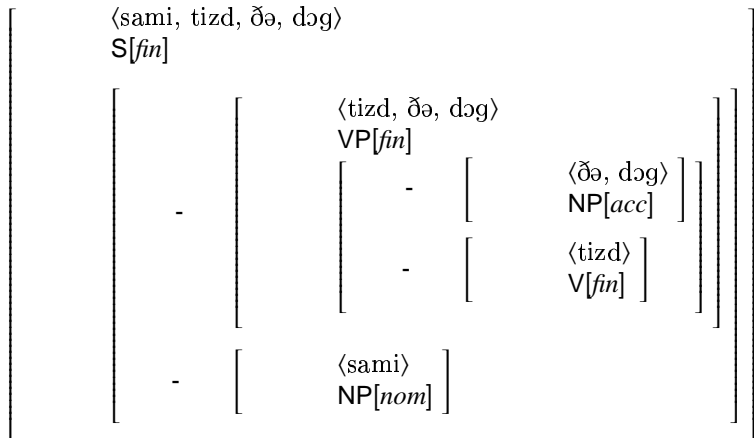 ⟨sami, tizd, ðə, dɔg⟩
S[fin]
⟨tizd, ðə, dɔg⟩
VP[fin]
- ⟨ðə, dɔg⟩
NP[acc]
-
- ⟨tizd⟩
V[fin]
- ⟨sami⟩
NP[nom]